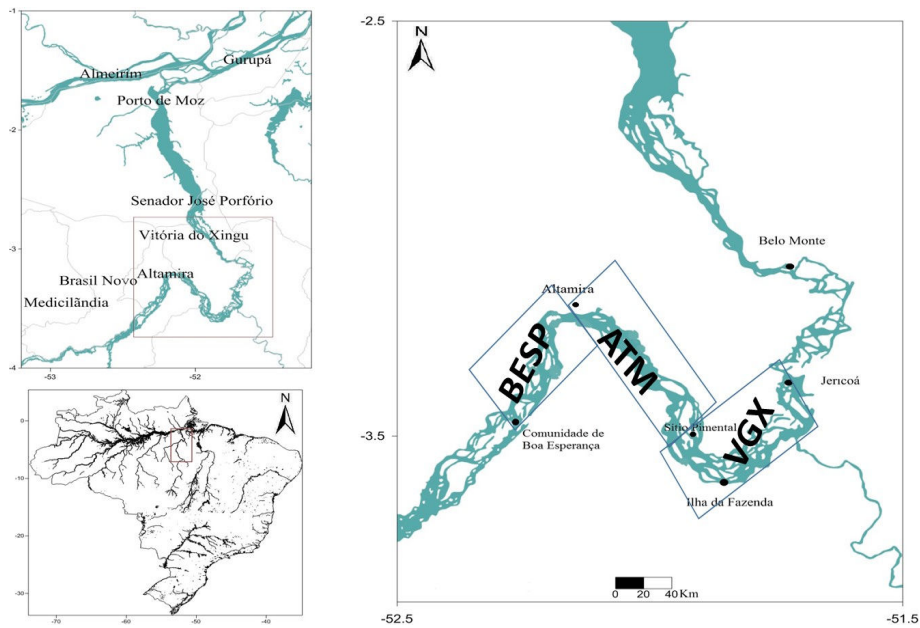 -1
-2
-3
-4
-53
-52
Gurupá
Almeirim
Porto de Moz
Senador José Porfório
Vitória do Xingu
Brasil Novo
Altamira
Medicilãndia
N
0
-10
-20
-30
-70
-60
-50
-40
N
-2.5
-3.5
-52.5
-51.5
Belo Monte
Altamira
BESP
ATM
VGX
Jericoá
Sitio Pimental
Comunidade de
Boa Esperança
Ilha da Fazenda
0 20 40 Km